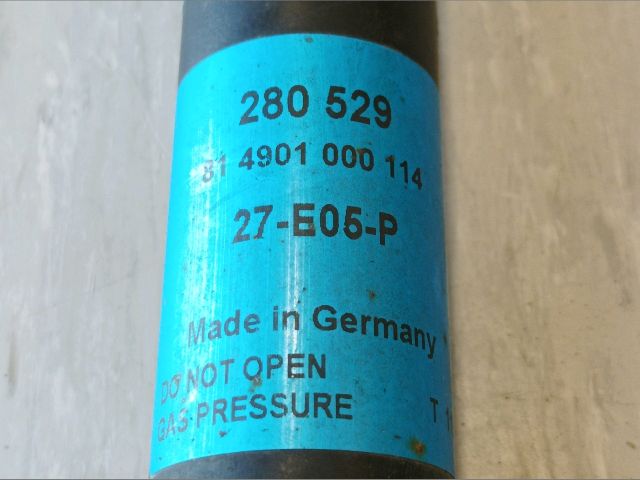 280 529
81 4901 000 114
27-E05-P
Made in Germany
DO NOT OPEN
GAS PRESSURE T